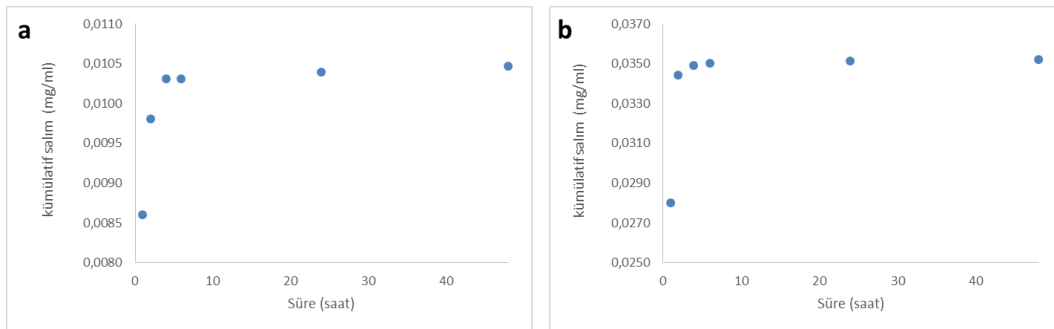 a
0,0110
0,0105
0,0100
0,0095
0,0090
0,0085
0,0080
kümülatif salım (mg/ml)
0 10 20 30 40
Süre (saat)
b
0,0370
0,0350
0,0330
0,0310
0,0290
0,0270
0,0250
kümülatif salım (mg/ml)
0 10 20 30 40
Süre (saat)